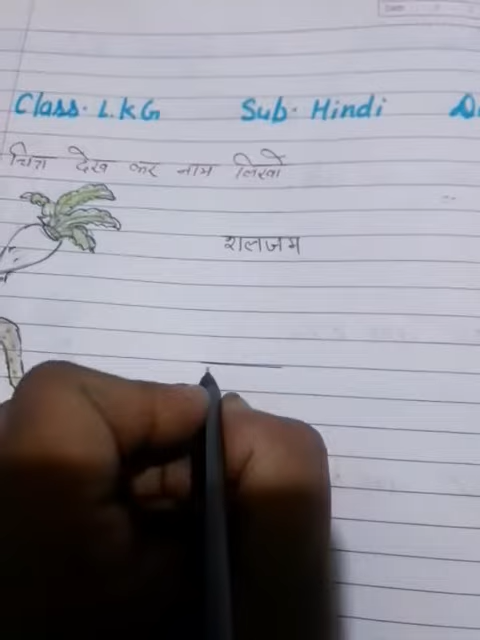 Class. L.K.G Sub. Hindi
चित्र देख कर नाम लिखो
शलजम